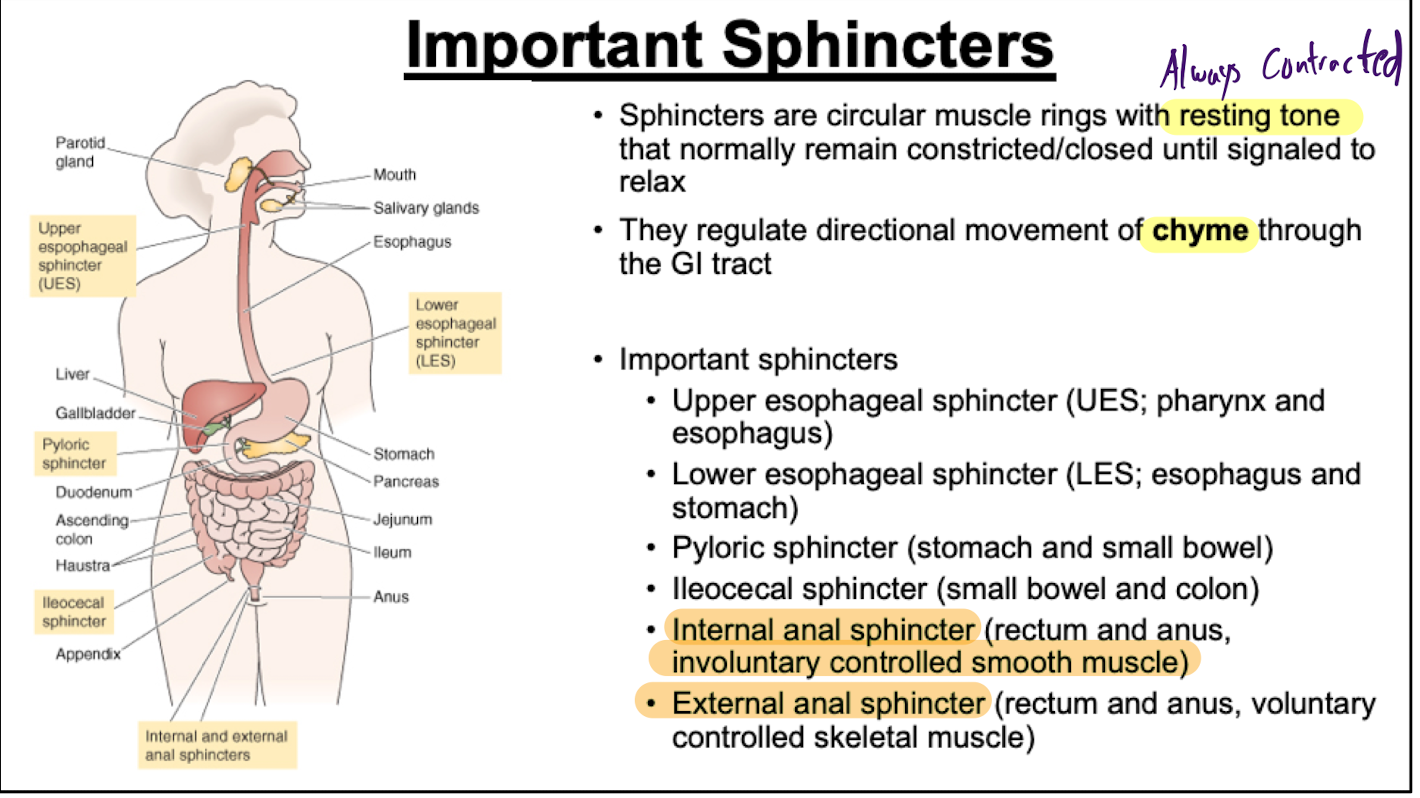 Important Sphincters
Always Contracted
• Sphincters are circular muscle rings with resting tone
that normally remain constricted/closed until signaled to
relax
• They regulate directional movement of chyme through
the GI tract
• Important sphincters
• Upper esophageal sphincter (UES; pharynx and
esophagus)
• Lower esophageal sphincter (LES; esophagus and
stomach)
• Pyloric sphincter (stomach and small bowel)
• Ileocecal sphincter (small bowel and colon)
• Internal anal sphincter (rectum and anus,
involuntary controlled smooth muscle)
• External anal sphincter (rectum and anus, voluntary
controlled skeletal muscle)
Parotid
gland
Upper
espophageal
sphincter
(UES)
Liver
Gallbladder
Pyloric
sphincter
Duodenum
Ascending
colon
Haustra
Ileocecal
sphincter
Appendix
Internal and external
anal sphincters
Mouth
Salivary glands
Esophagus
Lower
esophageal
sphincter
(LES)
Stomach
Pancreas
Jejunum
Ileum
Anus